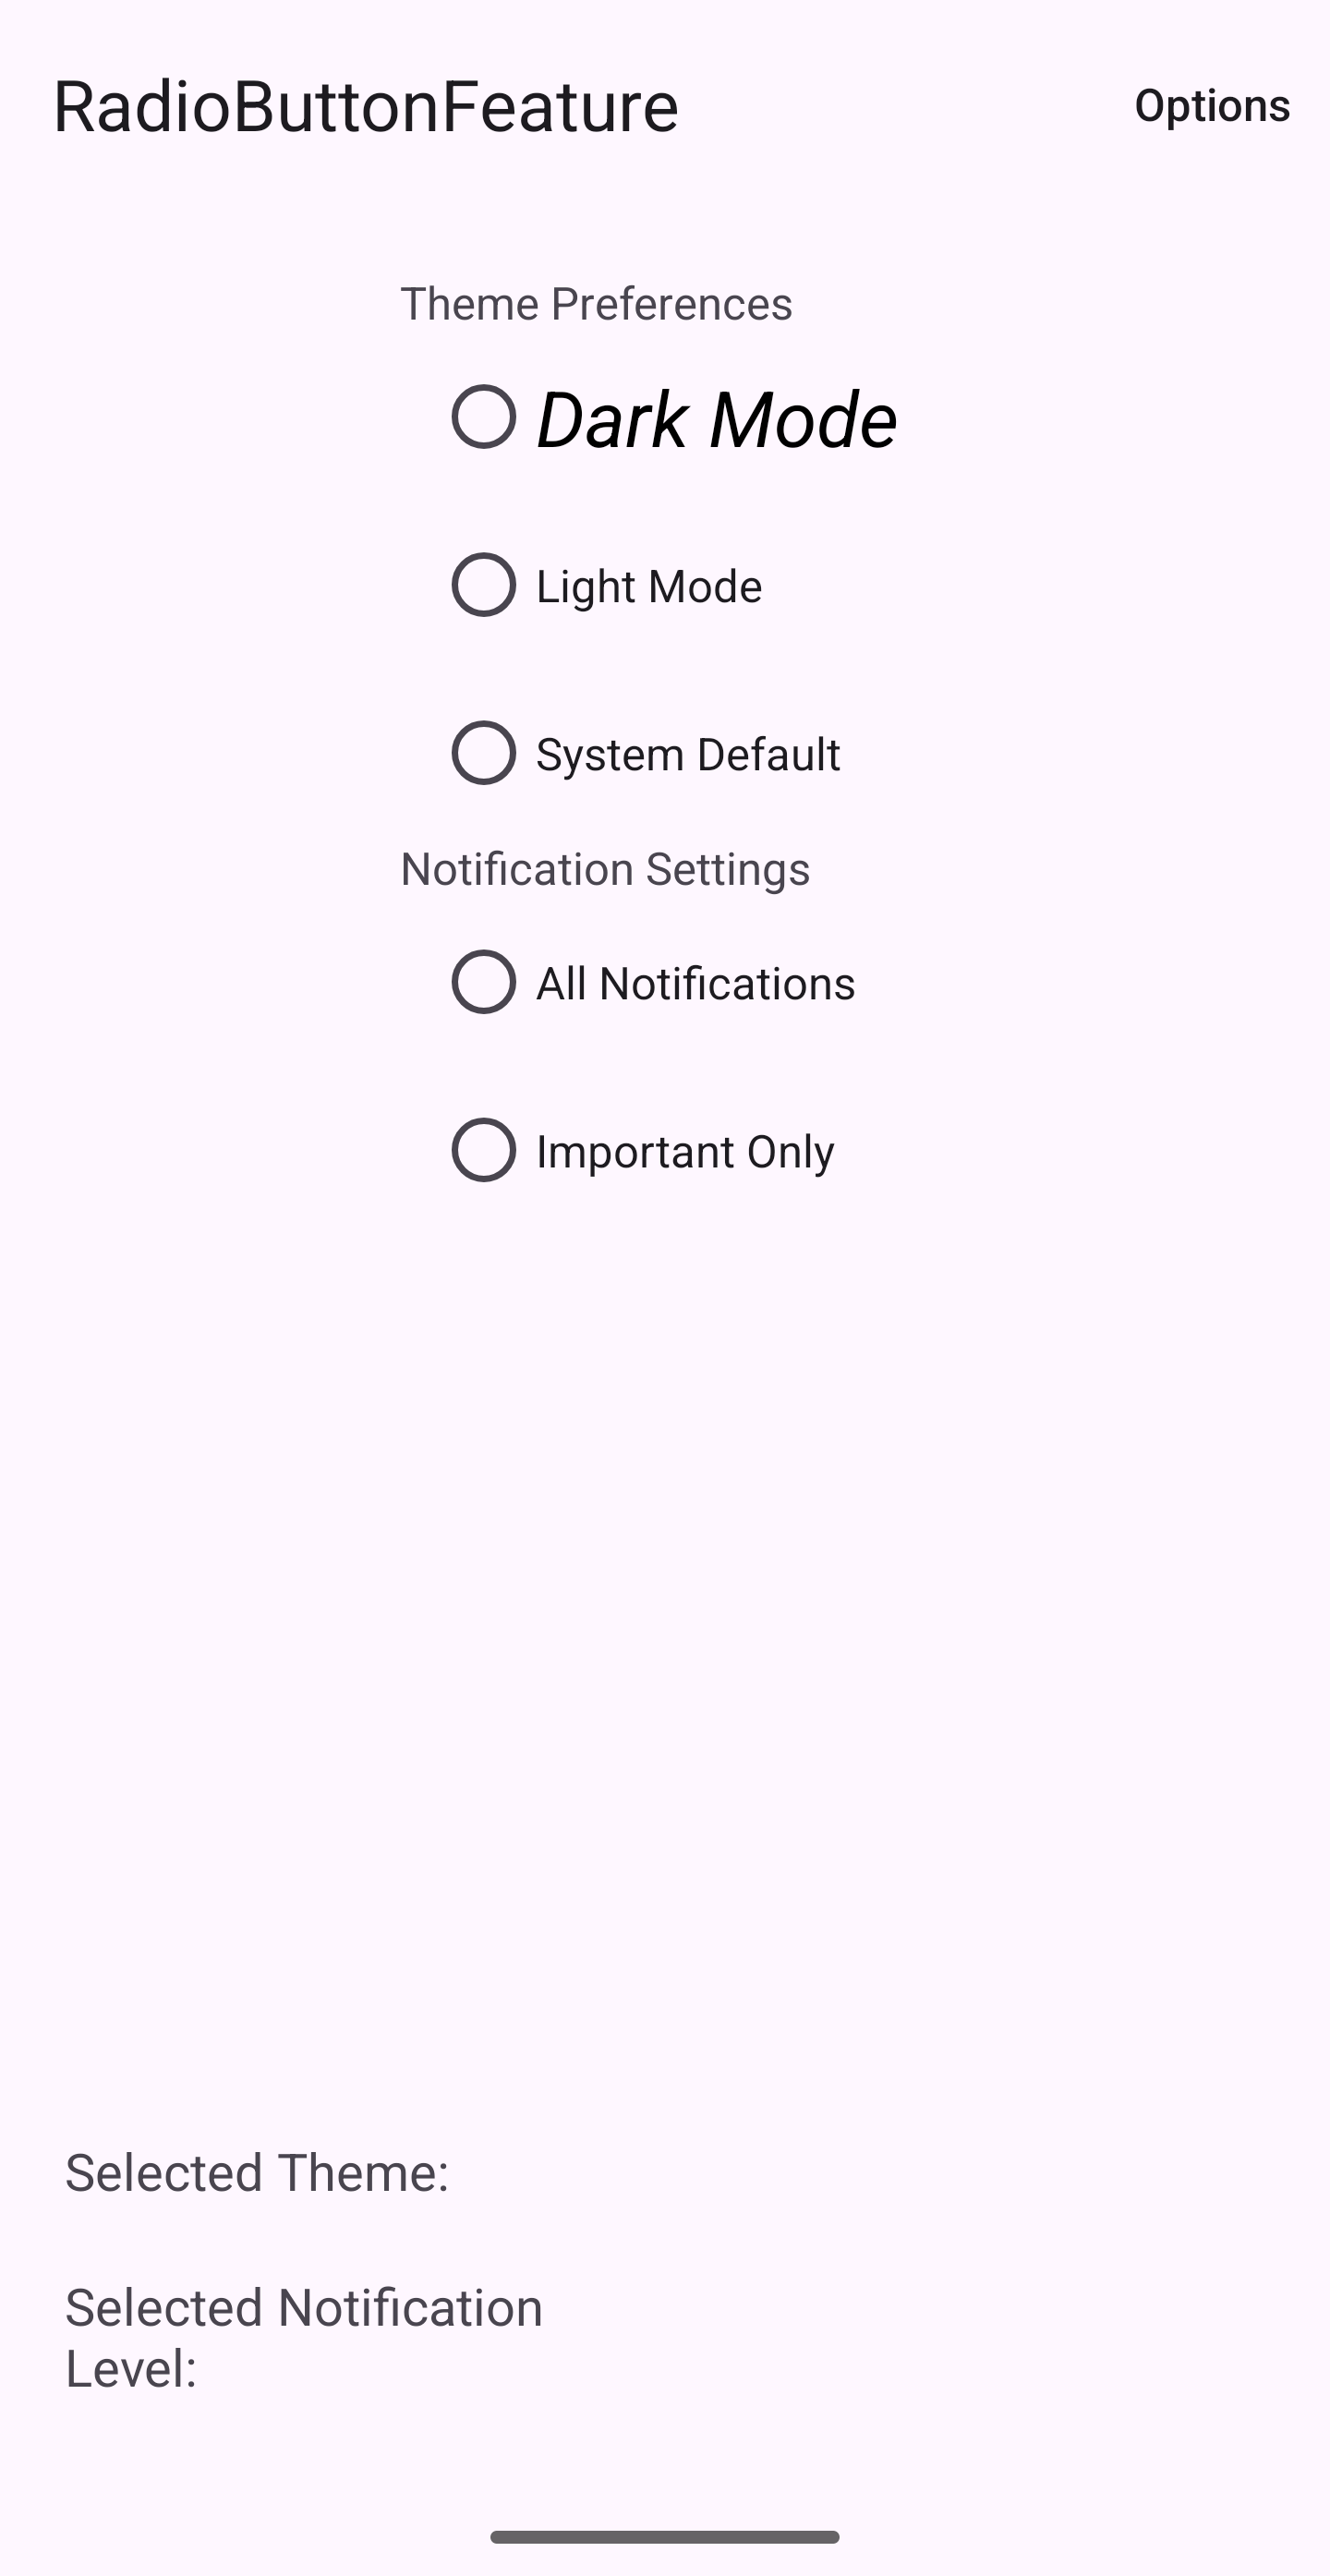 RadioButtonFeature
Options
Theme Preferences
Dark Mode
Light Mode
System Default
Notification Settings
All Notifications
Important Only
Selected Theme:
Selected Notification
Level: